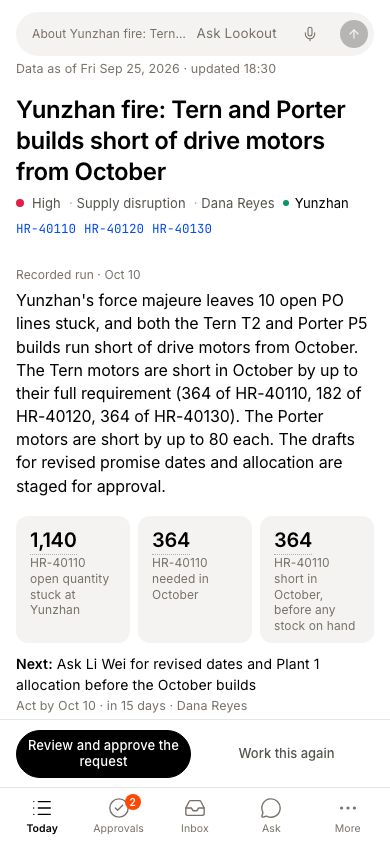 About Yunzhan fire: Tern... Ask Lookout
Data as of Fri Sep 25, 2026 · updated 18:30
Yunzhan fire: Tern and Porter
builds short of drive motors
from October
High · Supply disruption · Dana Reyes Yunzhan
HR-40110 HR-40120 HR-40130
Recorded run · Oct 10
Yunzhan's force majeure leaves 10 open PO
lines stuck, and both the Tern T2 and Porter P5
builds run short of drive motors from October.
The Tern motors are short in October by up to
their full requirement (364 of HR-40110, 182 of
HR-40120, 364 of HR-40130). The Porter
motors are short by up to 80 each. The drafts
for revised promise dates and allocation are
staged for approval.
1,140
HR-40110
open quantity
stuck at
Yunzhan
364
HR-40110
needed in
October
364
HR-40110
short in
October,
before any
stock on hand
Next: Ask Li Wei for revised dates and Plant 1
allocation before the October builds
Act by Oct 10 · in 15 days · Dana Reyes
Review and approve the
request
Work this again
2
Today Approvals Inbox Ask More